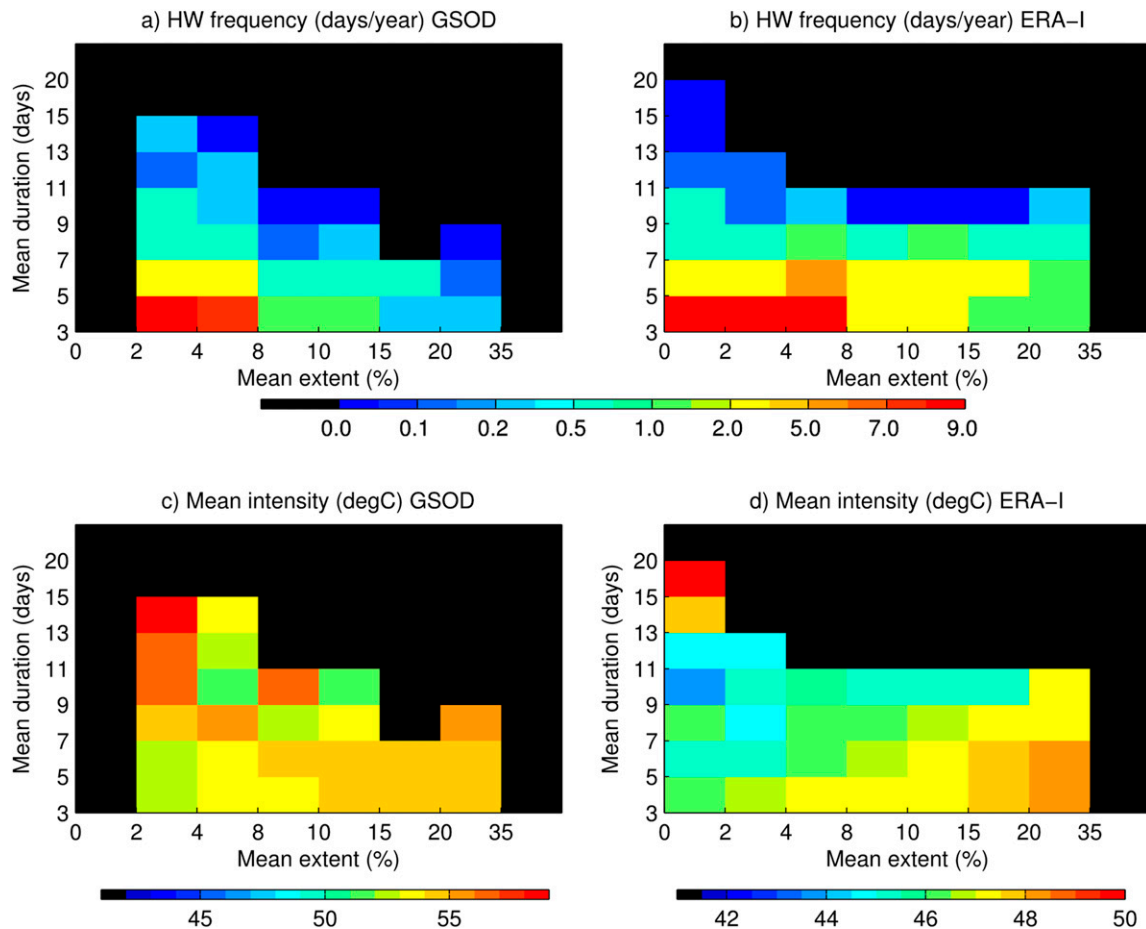 a) HW frequency (days/year) GSOD
b) HW frequency (days/year) ERA−I
Mean duration (days)
20
15
13
11
9
7
5
3
0 2 4 8 10 15 20 35
Mean extent (%)
Mean duration (days)
20
15
13
11
9
7
5
3
0 2 4 8 10 15 20 35
Mean extent (%)
0.0 0.1 0.2 0.5 1.0 2.0 5.0 7.0 9.0
c) Mean intensity (degC) GSOD
d) Mean intensity (degC) ERA−I
Mean duration (days)
20
15
13
11
9
7
5
3
0 2 4 8 10 15 20 35
Mean extent (%)
Mean duration (days)
20
15
13
11
9
7
5
3
0 2 4 8 10 15 20 35
Mean extent (%)
45 50 55
42 44 46 48 50